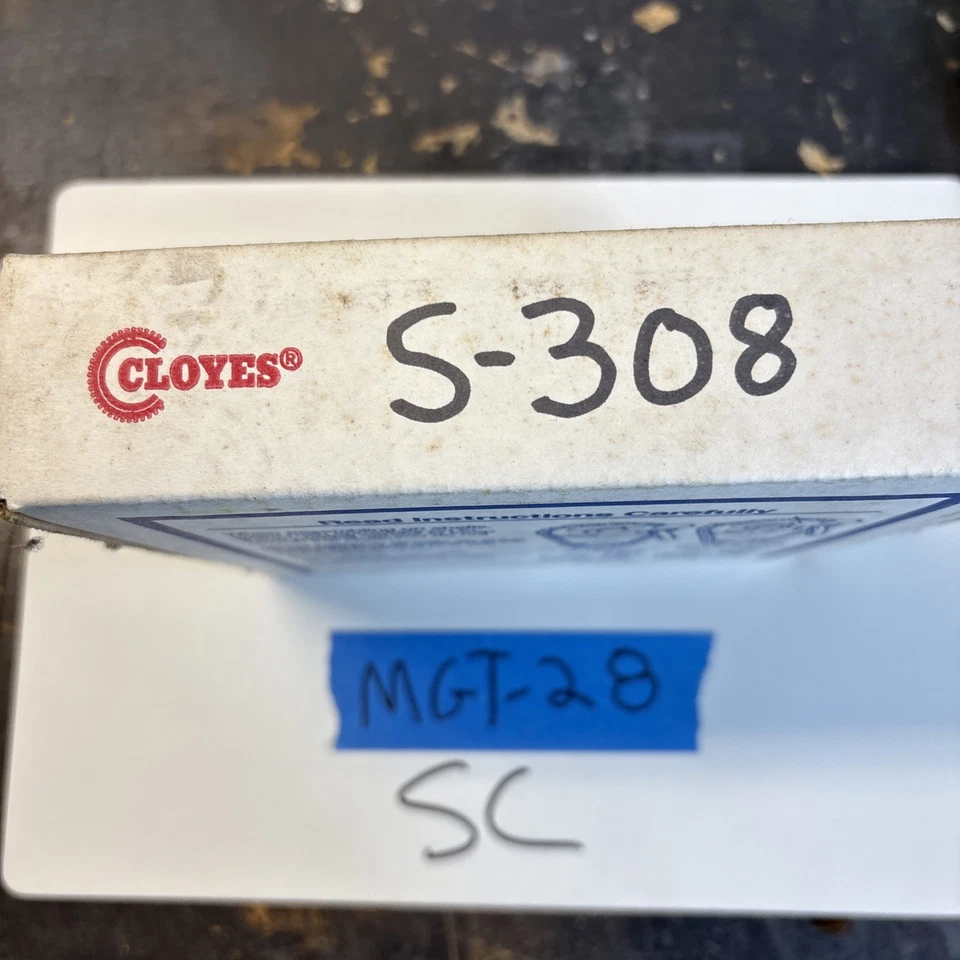 CLOYES® S-308
Read Instructions Carefully
MGT-28
SC